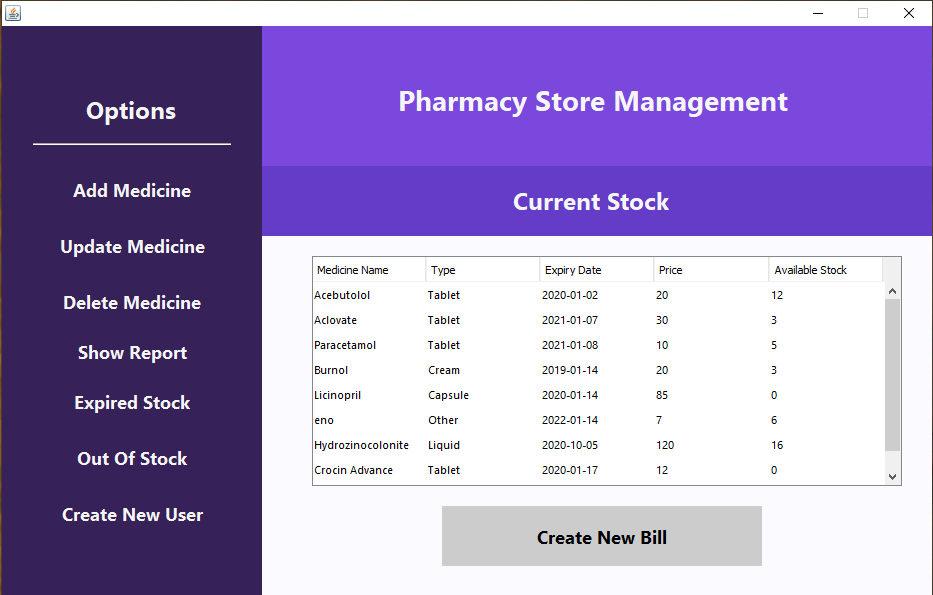 Options
Add Medicine
Update Medicine
Delete Medicine
Show Report
Expired Stock
Out Of Stock
Create New User
Pharmacy Store Management
Current Stock
Medicine Name Type Expiry Date Price Available Stock
Acebutolol Tablet 2020-01-02 20 12
Aclovate Tablet 2021-01-07 30 3
Paracetamol Tablet 2021-01-08 10 5
Burnol Cream 2019-01-14 20 3
Licinopril Capsule 2020-01-14 85 0
eno Other 2022-01-14 7 6
Hydrozinocolonite Liquid 2020-10-05 120 16
Crocin Advance Tablet 2020-01-17 12 0
Create New Bill